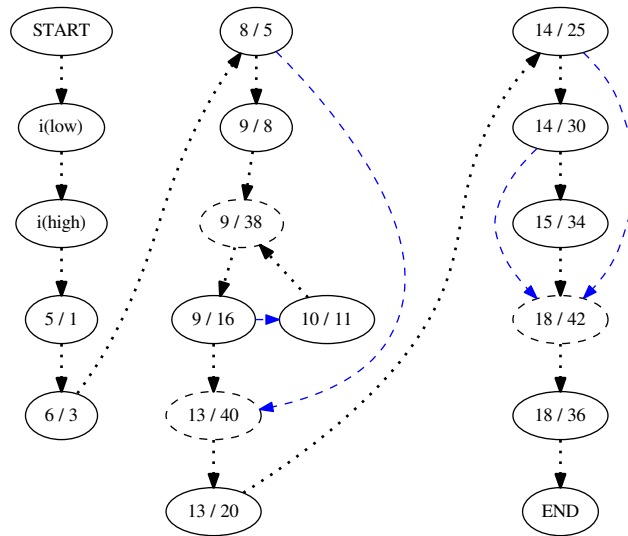 START
i(low)
i(high)
5 / 1
6 / 3
8 / 5
9 / 8
9 / 38
9 / 16
10 / 11
13 / 40
13 / 20
14 / 25
14 / 30
15 / 34
18 / 42
18 / 36
END